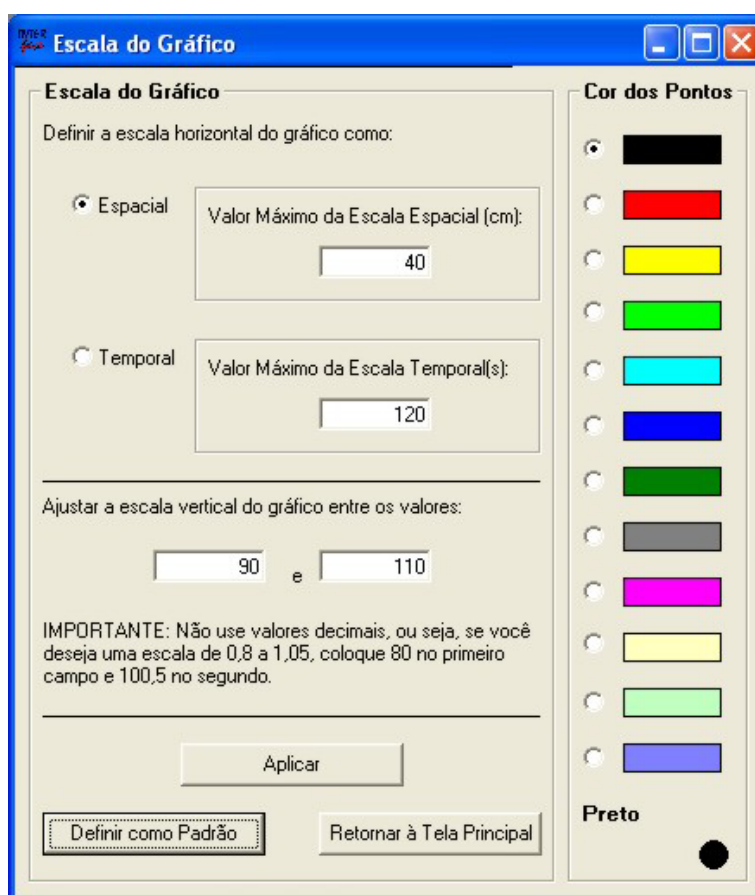 Escala do Gráfico
Escala do Gráfico
Definir a escala horizontal do gráfico como:
Espacial
Valor Máximo da Escala Espacial (cm):
40
Temporal
Valor Máximo da Escala Temporal(s):
120
Ajustar a escala vertical do gráfico entre os valores:
90 e 110
IMPORTANTE: Não use valores decimais, ou seja, se você
deseja uma escala de 0,8 a 1,05, coloque 80 no primeiro
campo e 100,5 no segundo.
Aplicar
Definir como Padrão
Retornar à Tela Principal
Cor dos Pontos
Preto